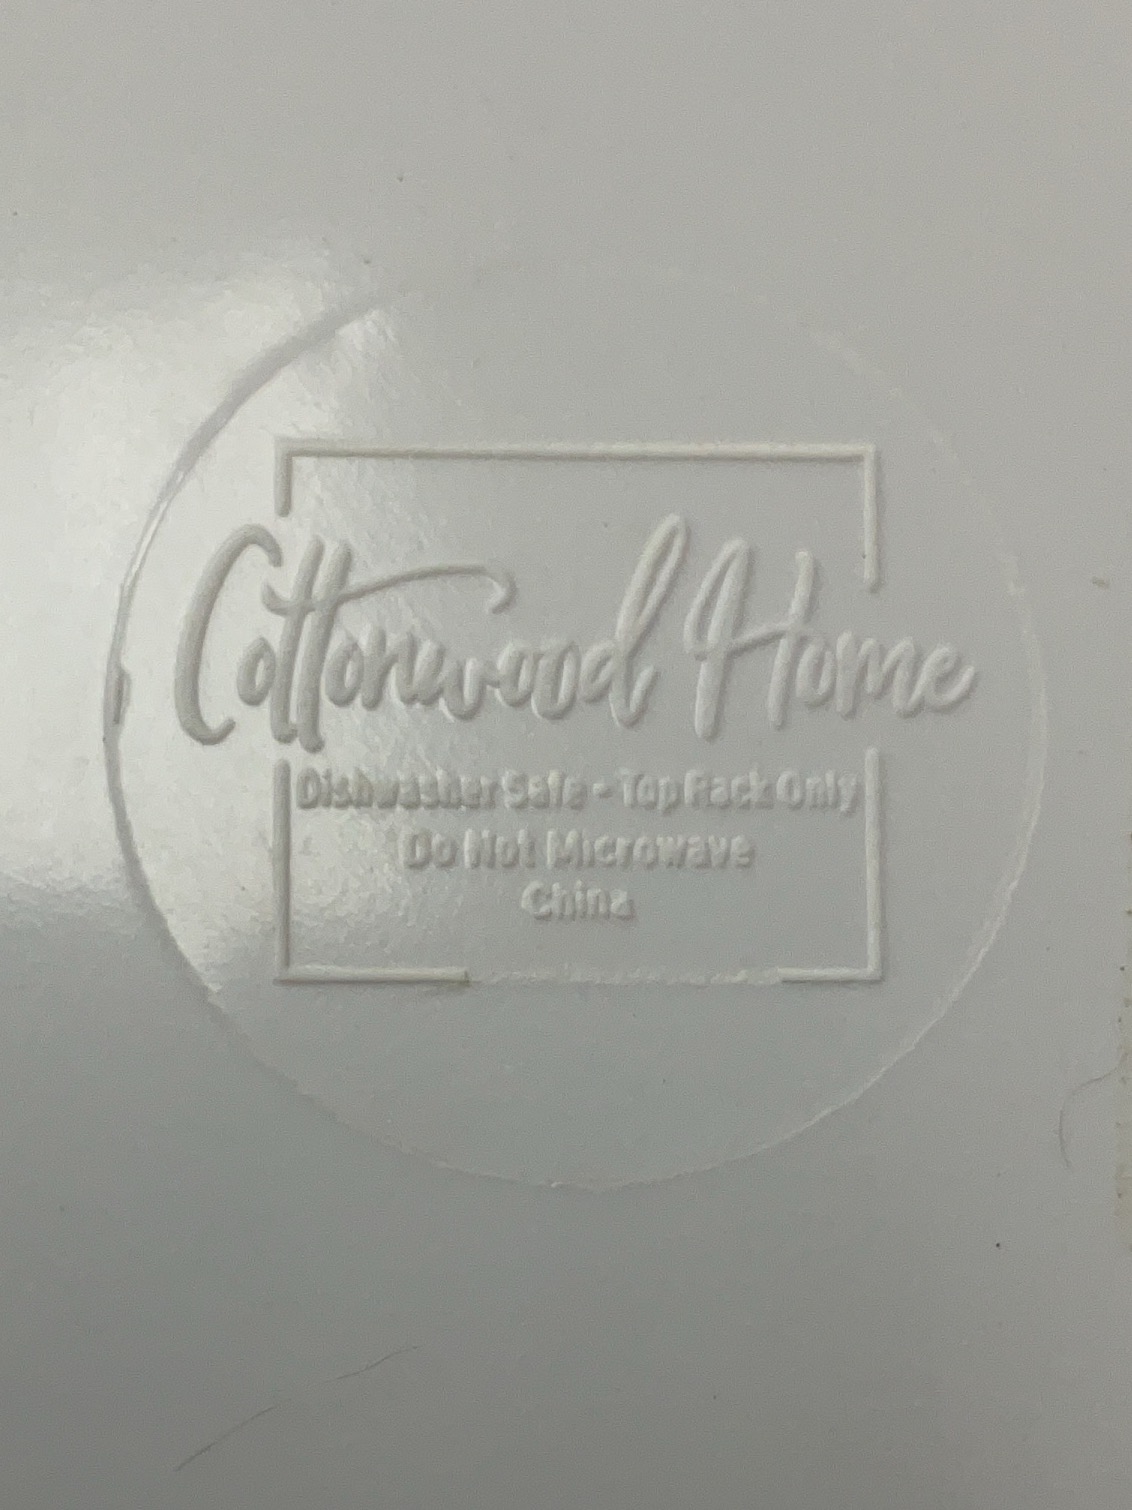 Cottonwood Home
Dishwasher Safe - Top Rack Only
Do Not Microwave
China